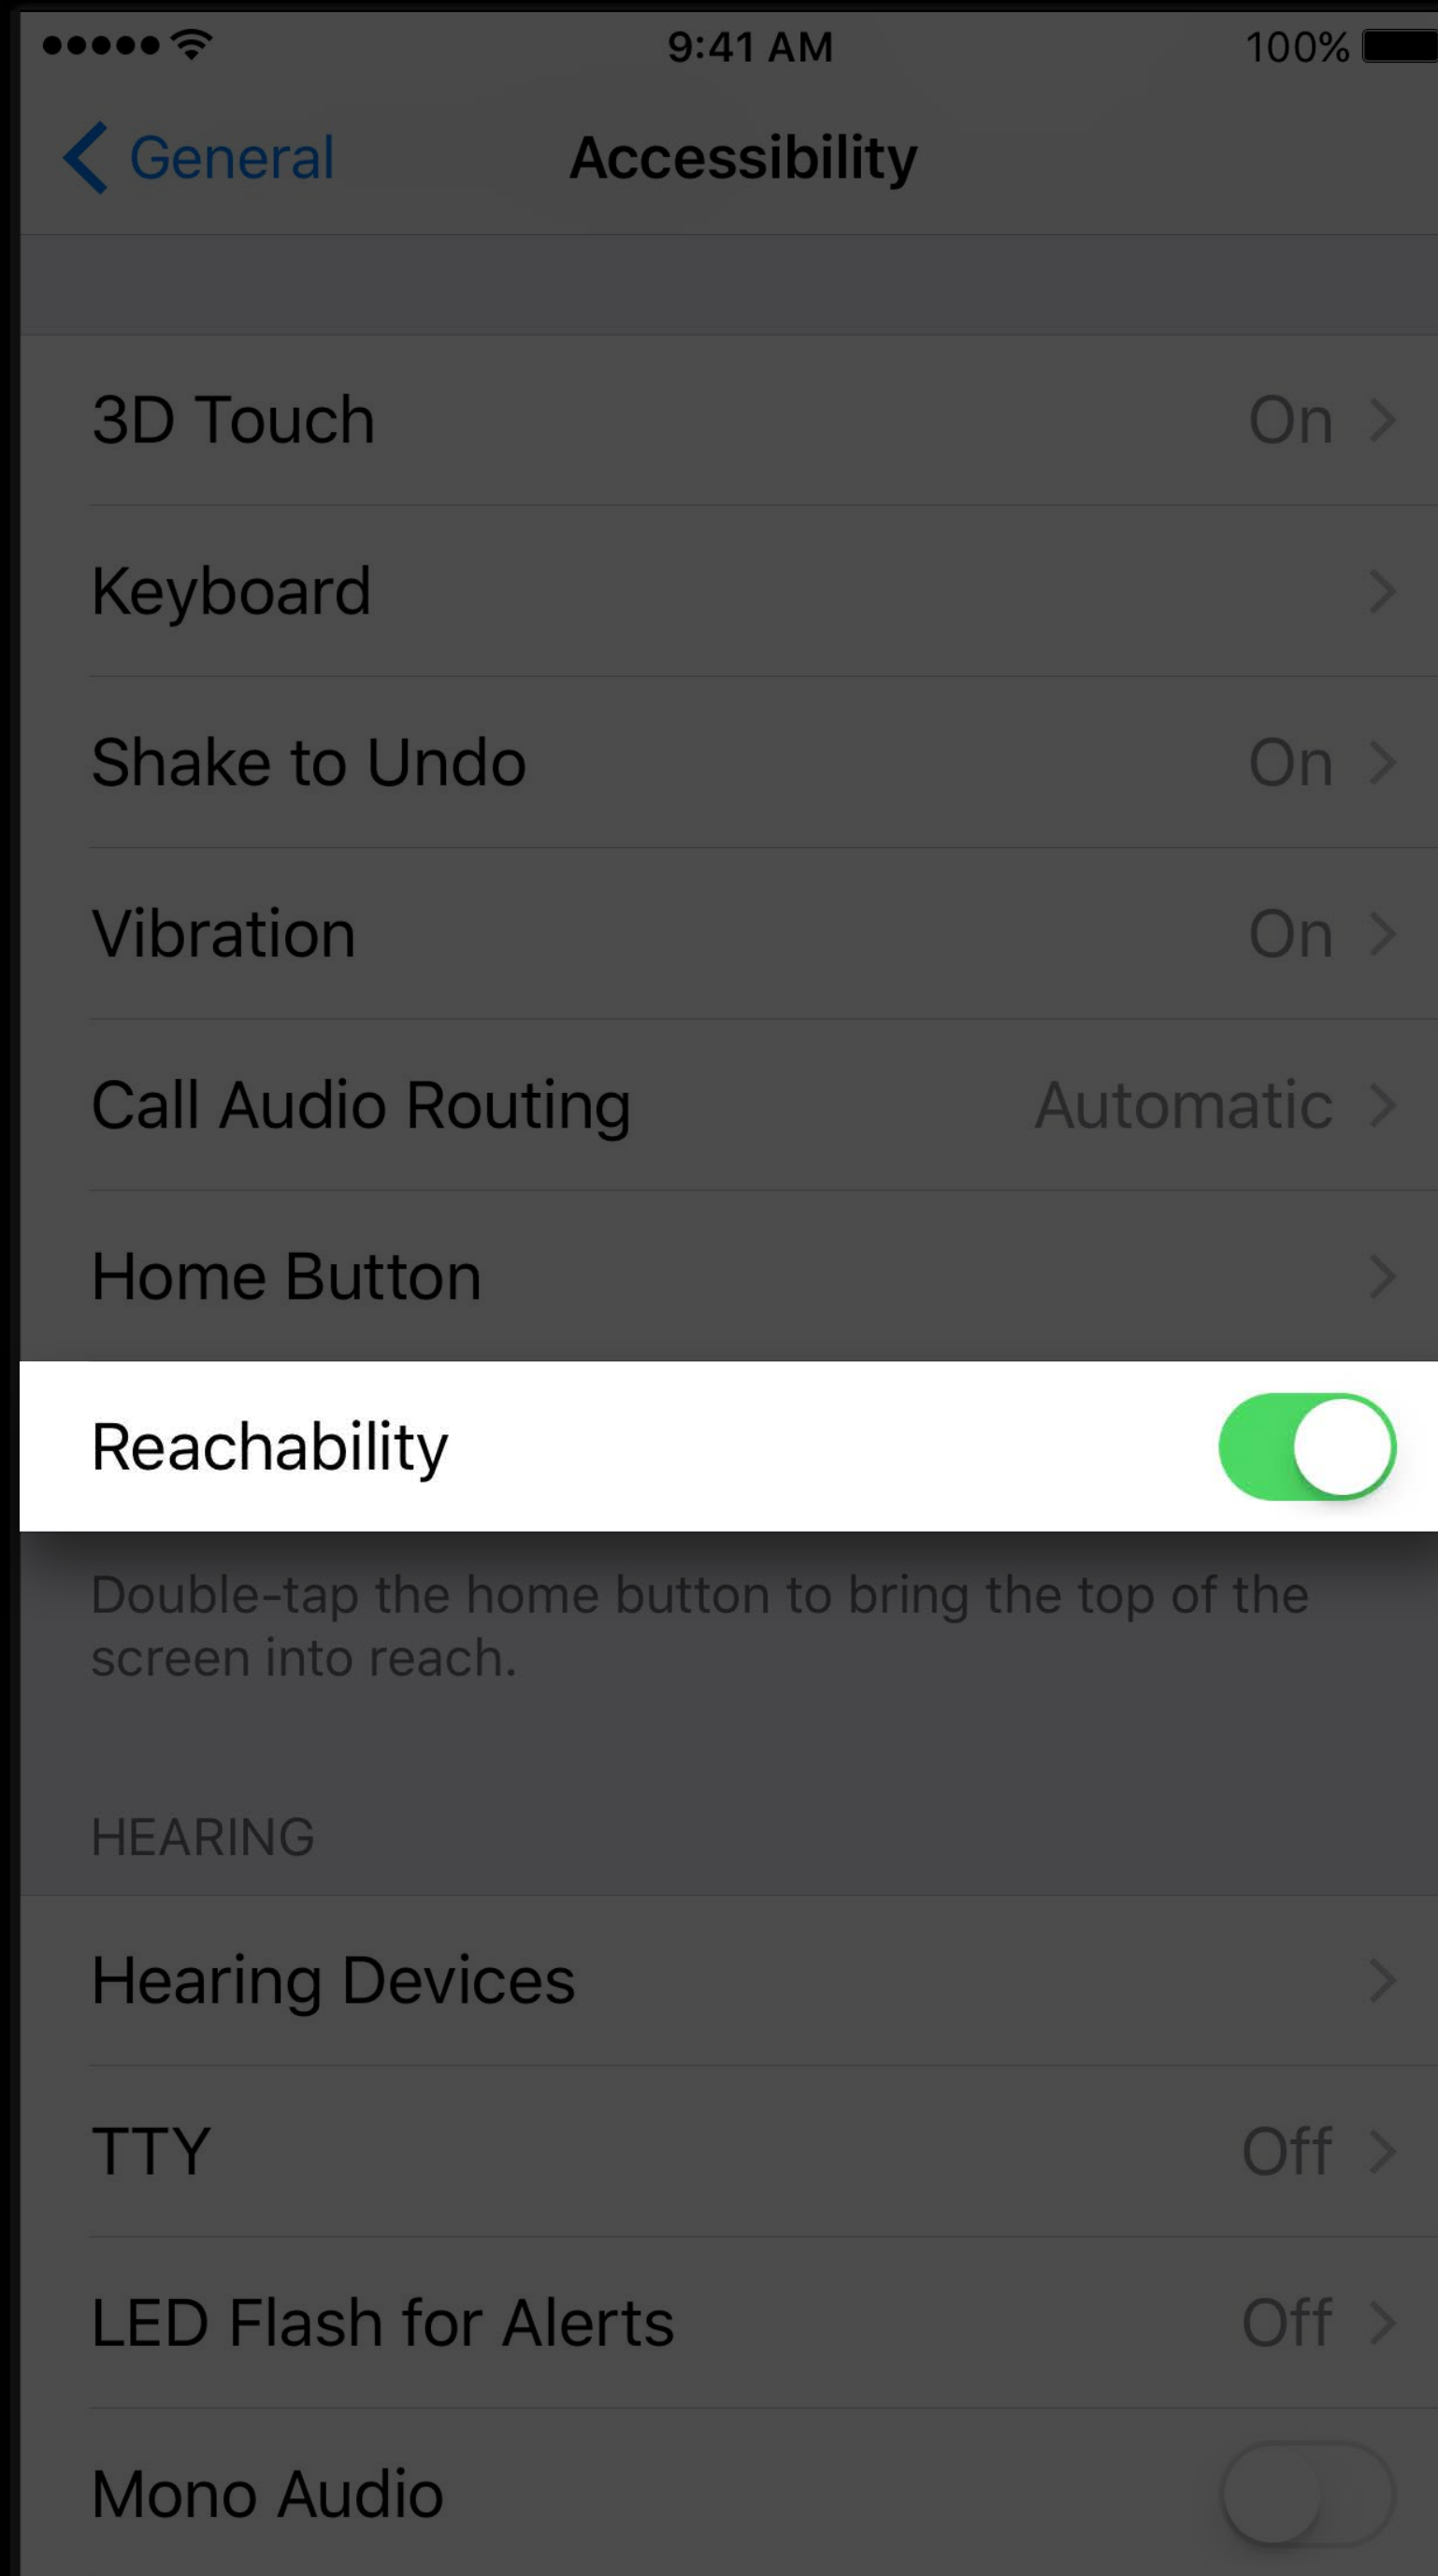 9:41 AM 100%
General Accessibility
3D Touch On
Keyboard
Shake to Undo On
Vibration On
Call Audio Routing Automatic
Home Button
Reachability
Double-tap the home button to bring the top of the
screen into reach.
HEARING
Hearing Devices
TTY Off
LED Flash for Alerts Off
Mono Audio